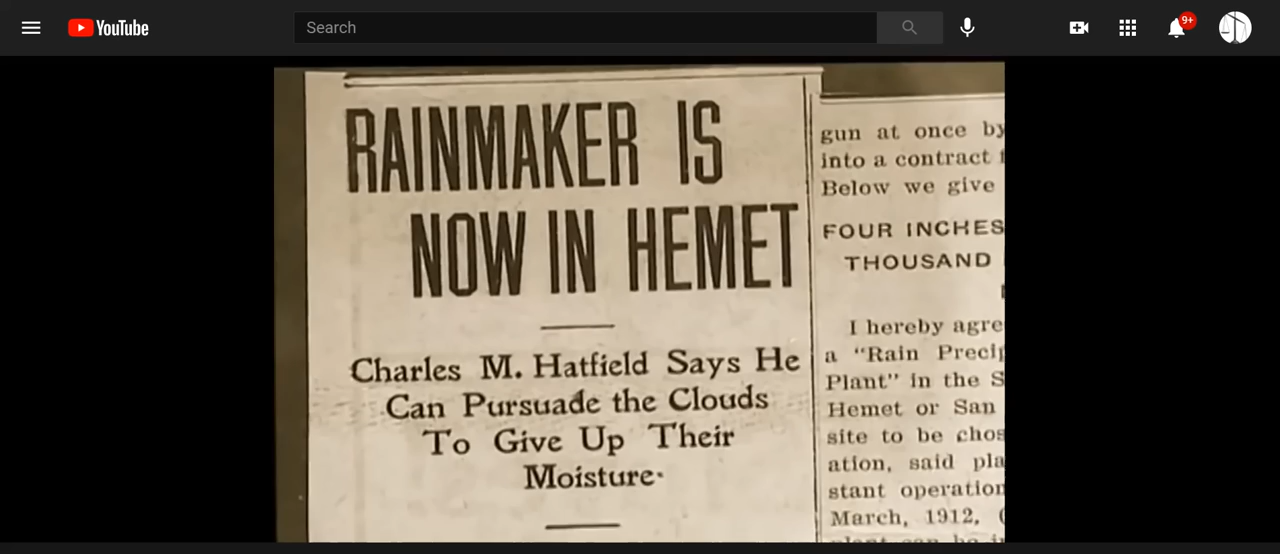 YouTube
Search
9+
RAINMAKER IS
NOW IN HEMET
Charles M. Hatfield Says He
Can Pursuade the Clouds
To Give Up Their
Moisture.
gun at once by
into a contract
Below we give
FOUR INCHES
THOUSAND
I hereby agre
a "Rain Precip
Plant" in the S
Hemet or San
site to be chos
ation, said pla
stant operation
March, 1912,